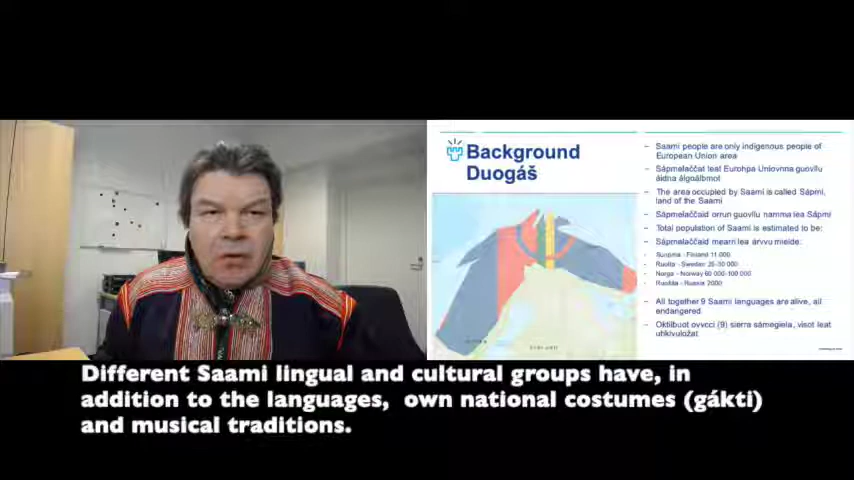 Background
Duogáš
– Saami people are only indigenous people of
European Union area
– Sápmelaččat leat Eurohpa Uniovnna guovllu
áidna álgoálbmot
– The area occupied by Saami is called Sápmi,
land of the Saami
– Sápmelaččaid orrun guovllu namma lea Sápmi
– Total population of Saami is estimated to be:
– Sápmelaččaid mearri lea árvvu mielde:
- Suopma - Finland 11 000
- Ruoŧŧa - Sweden 25-30 000
- Norga - Norway 60 000-100 000
- Ruošša - Russia 2000
– All together 9 Saami languages are alive, all
endangered
– Oktiibuot ovvcci (9) sierra sámegiela, visot leat
uhkivuložat
Different Saami lingual and cultural groups have, in
addition to the languages, own national costumes (gákti)
and musical traditions.